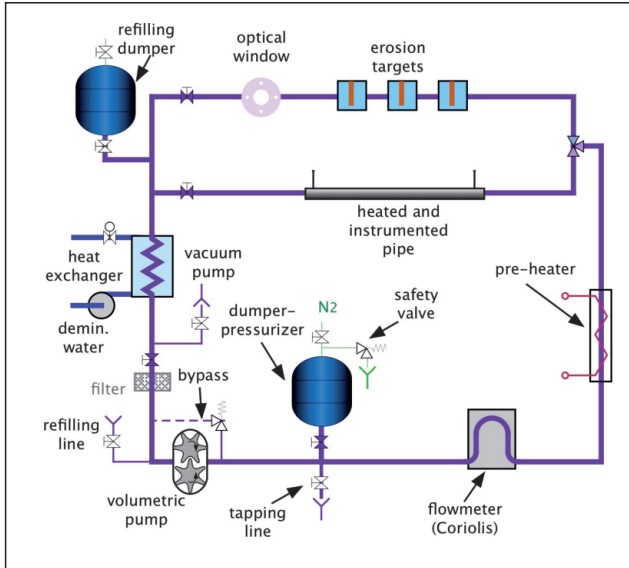 refilling
dumper
optical
window
erosion
targets
heated and
instrumented
pipe
heat
exchanger
vacuum
pump
demin.
water
dumper-
pressurizer
N2
safety
valve
pre-heater
filter
bypass
refilling
line
volumetric
pump
tapping
line
flowmeter
(Coriolis)